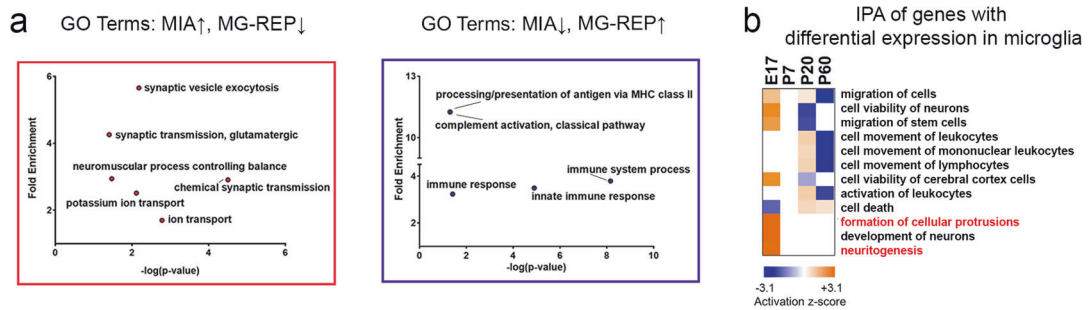 a
GO Terms: MIA↑, MG-REP↓
6
4
2
0
2
4
6
Fold Enrichment
-log(p-value)
synaptic vesicle exocytosis
synaptic transmission, glutamergic
neuromuscular process controlling balance
chemical synaptic transmission
potassium ion transport
ion transport
GO Terms: MIA↓, MG-REP↑
13
10
4
2
0
2
4
6
8
10
Fold Enrichment
-log(p-value)
processing/presentation of antigen via MHC class II
complement activation, classical pathway
immune system process
immune response
innate immune response
b
IPA of genes with
differential expression in microglia
E17
P7
P20
P60
migration of cells
cell viability of neurons
migration of stem cells
cell movement of leukocytes
cell movement of mononuclear leukocytes
cell movement of lymphocytes
cell viability of cerebral cortex cells
activation of leukocytes
cell death
formation of cellular protrusions
development of neurons
neuritogenesis
-3.1 +3.1
Activation z-score